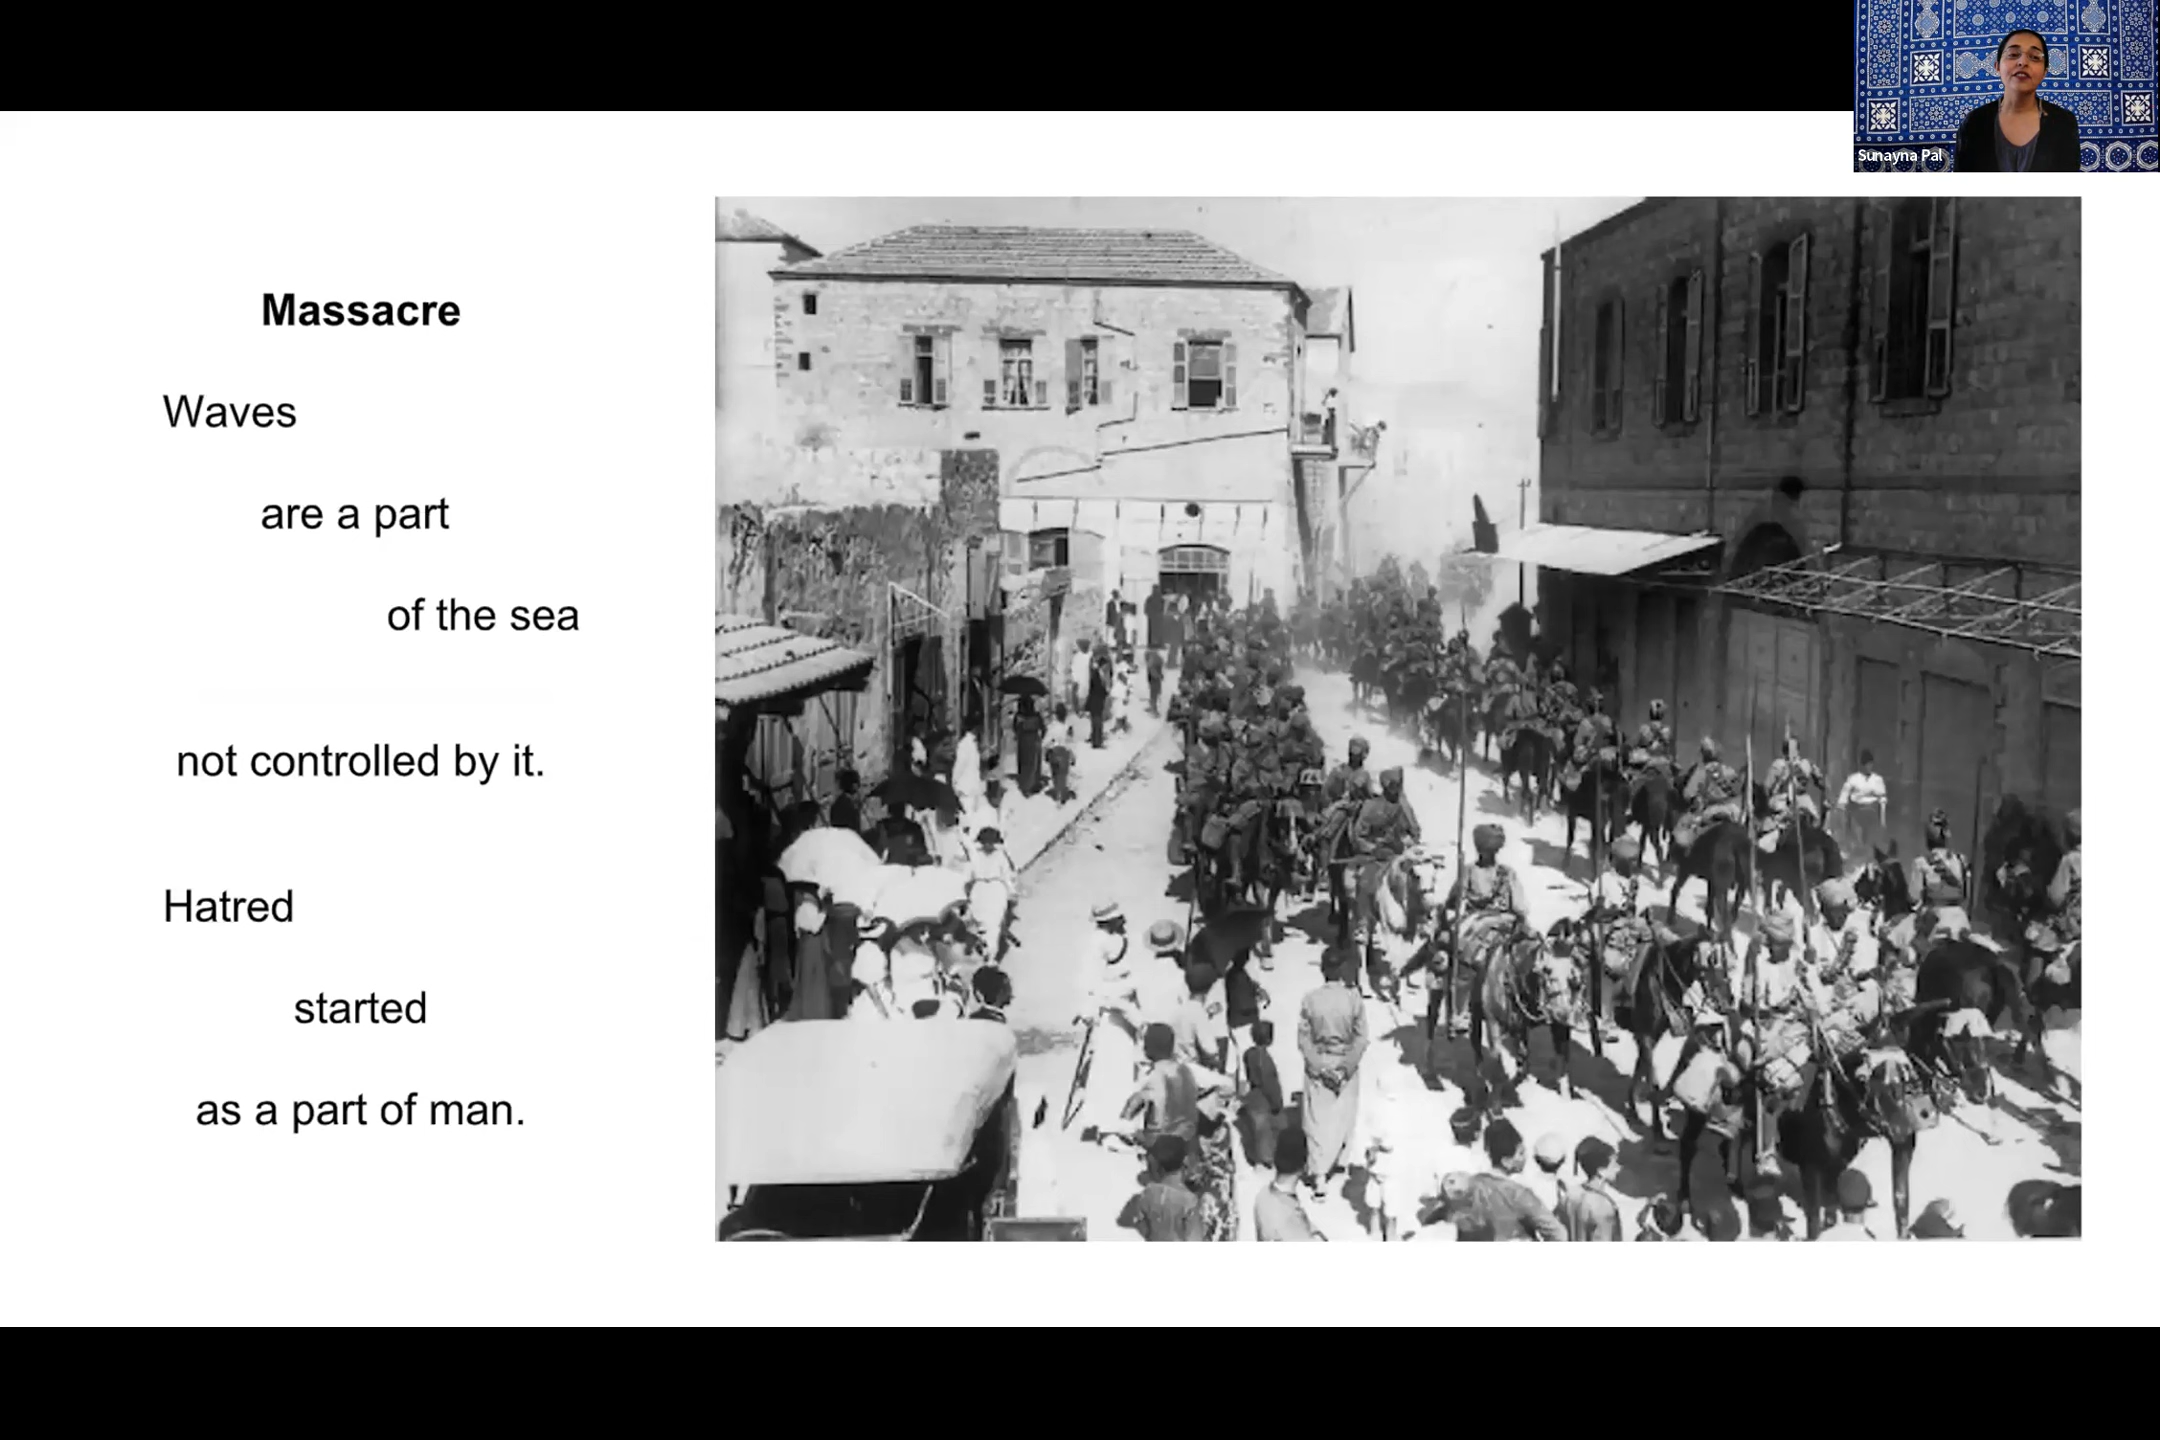 Sunayna Pal
Massacre
Waves
are a part
of the sea
not controlled by it.
Hatred
started
as a part of man.